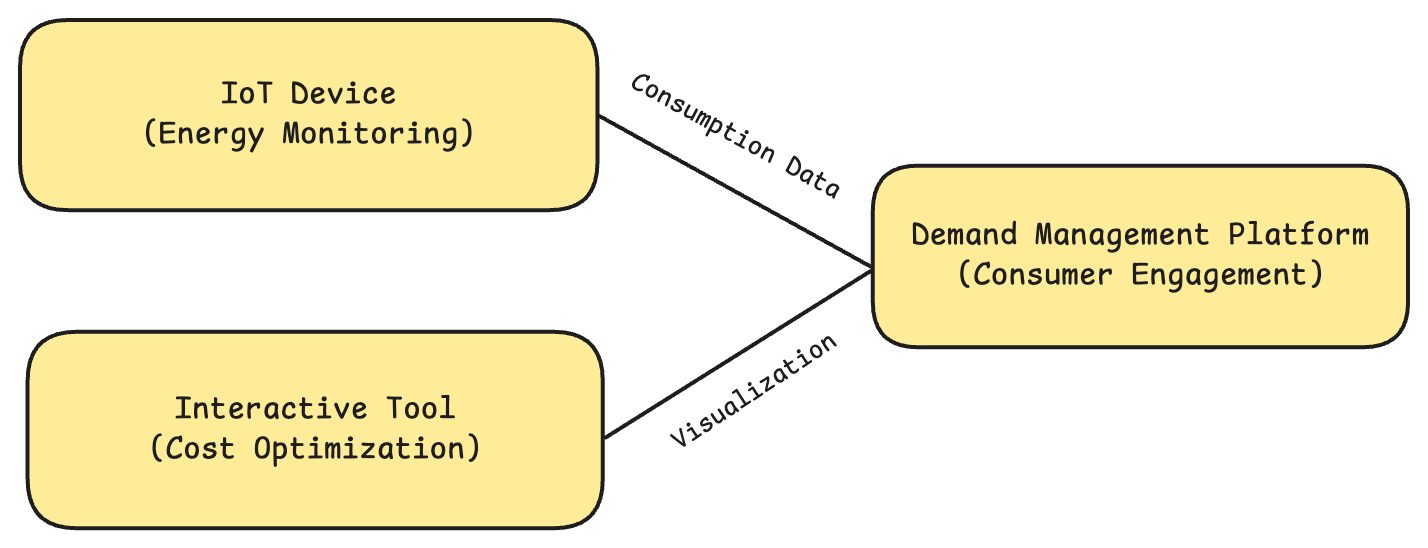 IoT Device
(Energy Monitoring)
Consumption Data
Demand Management Platform
(Consumer Engagement)
Interactive Tool
(Cost Optimization)
Visualization